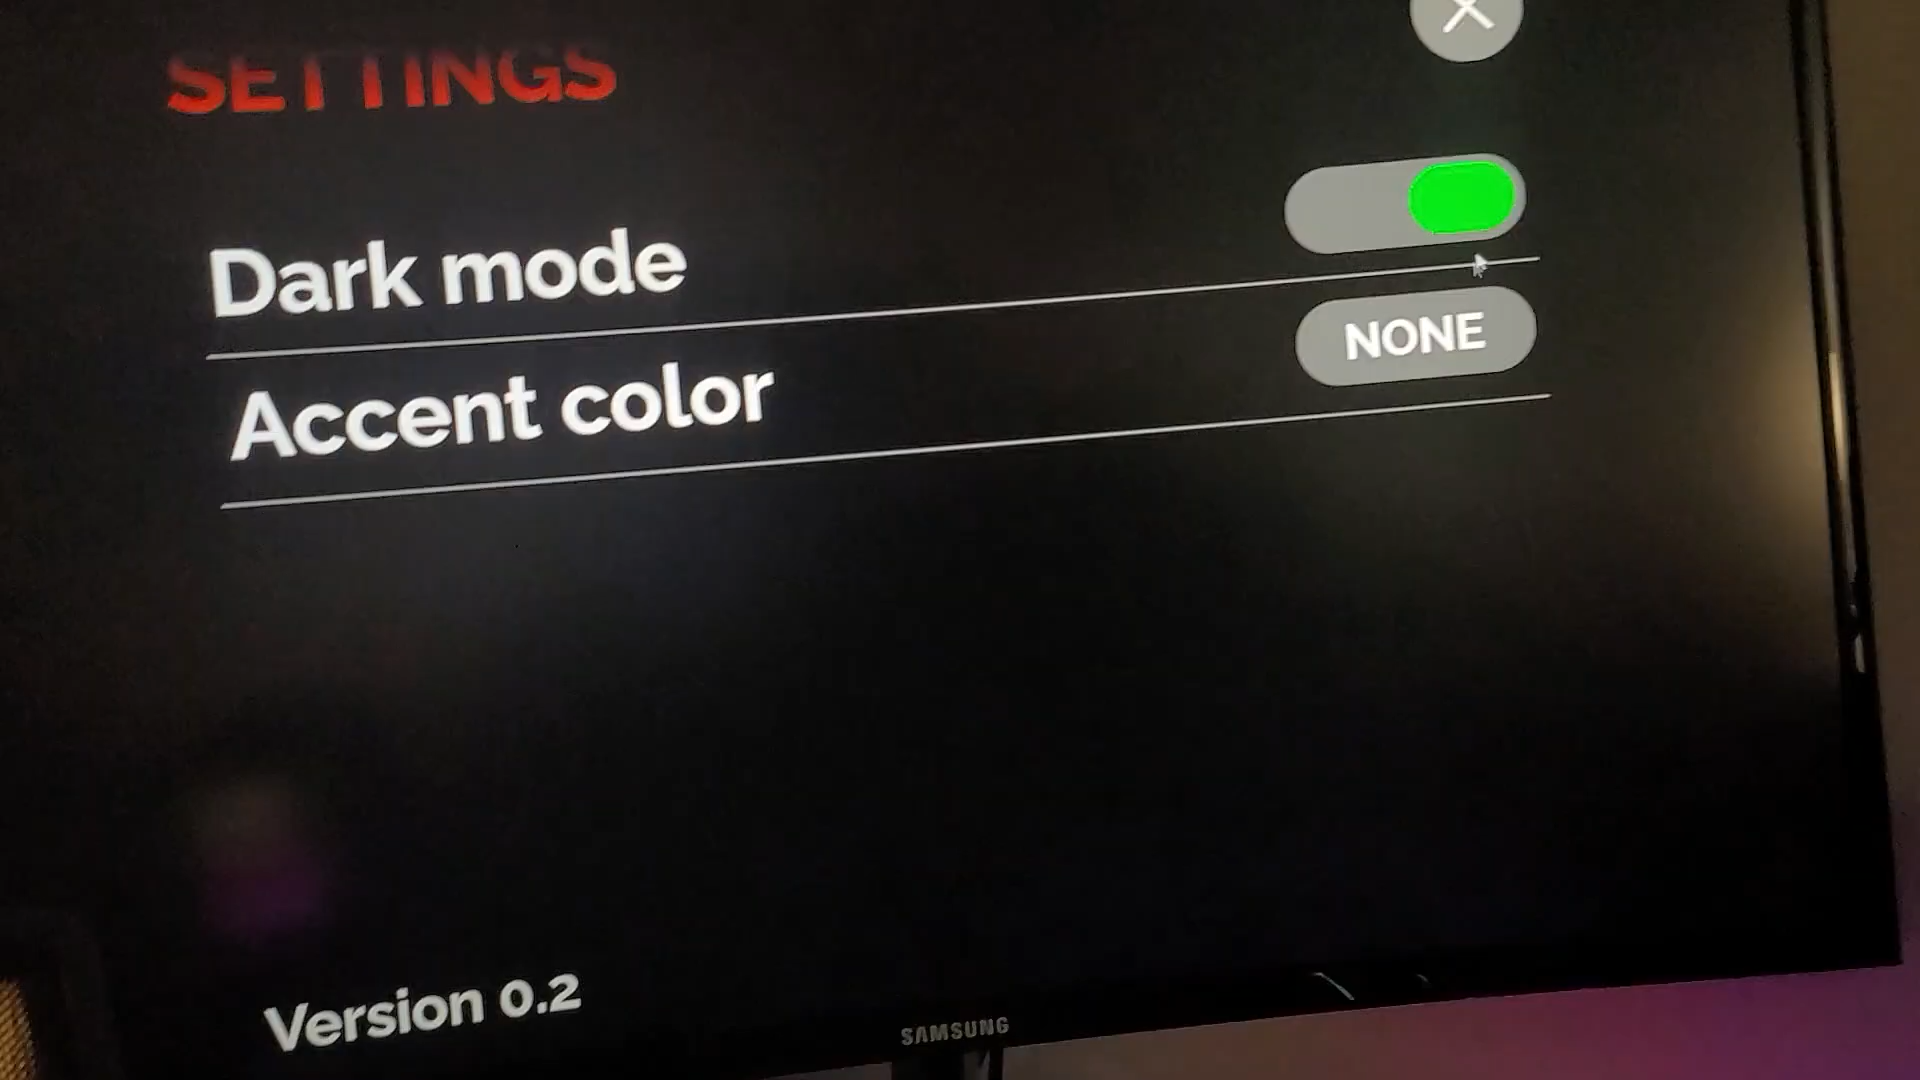 SETTINGS
Dark mode
Accent color
NONE
Version 0.2
SAMSUNG